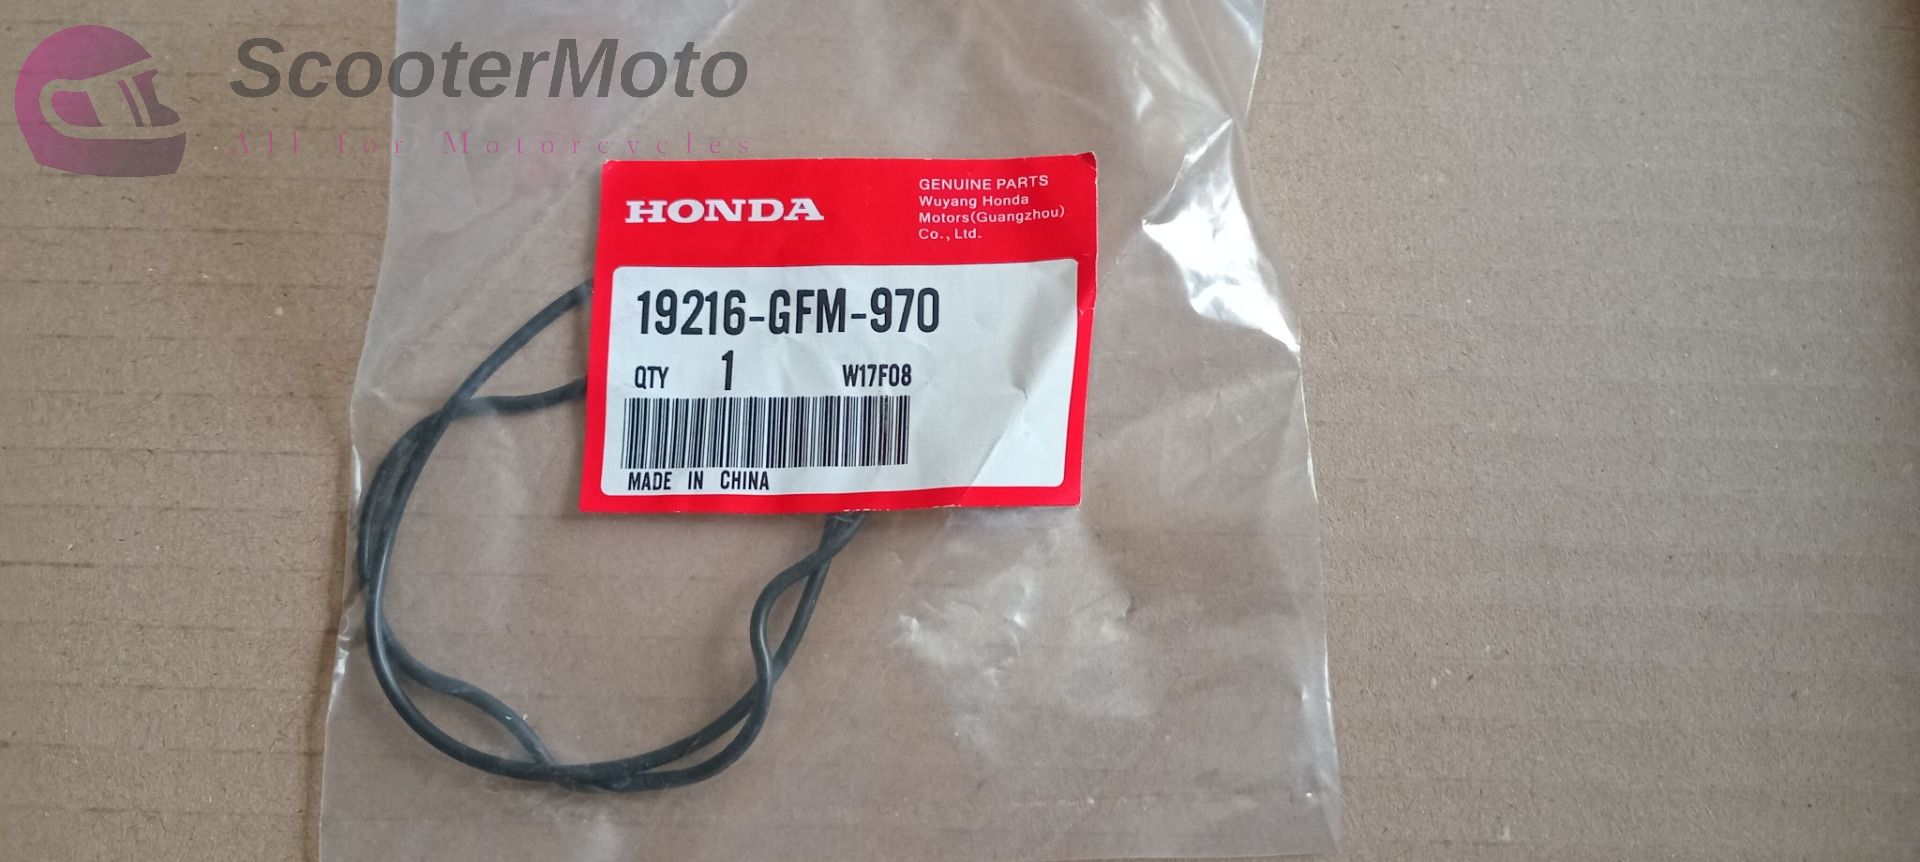 ScooterMoto
All for Motorcycles
HONDA
GENUINE PARTS
Wuyang Honda
Motors(Guangzhou)
Co., Ltd.
19216-GFM-970
QTY 1 W17F08
MADE IN CHINA